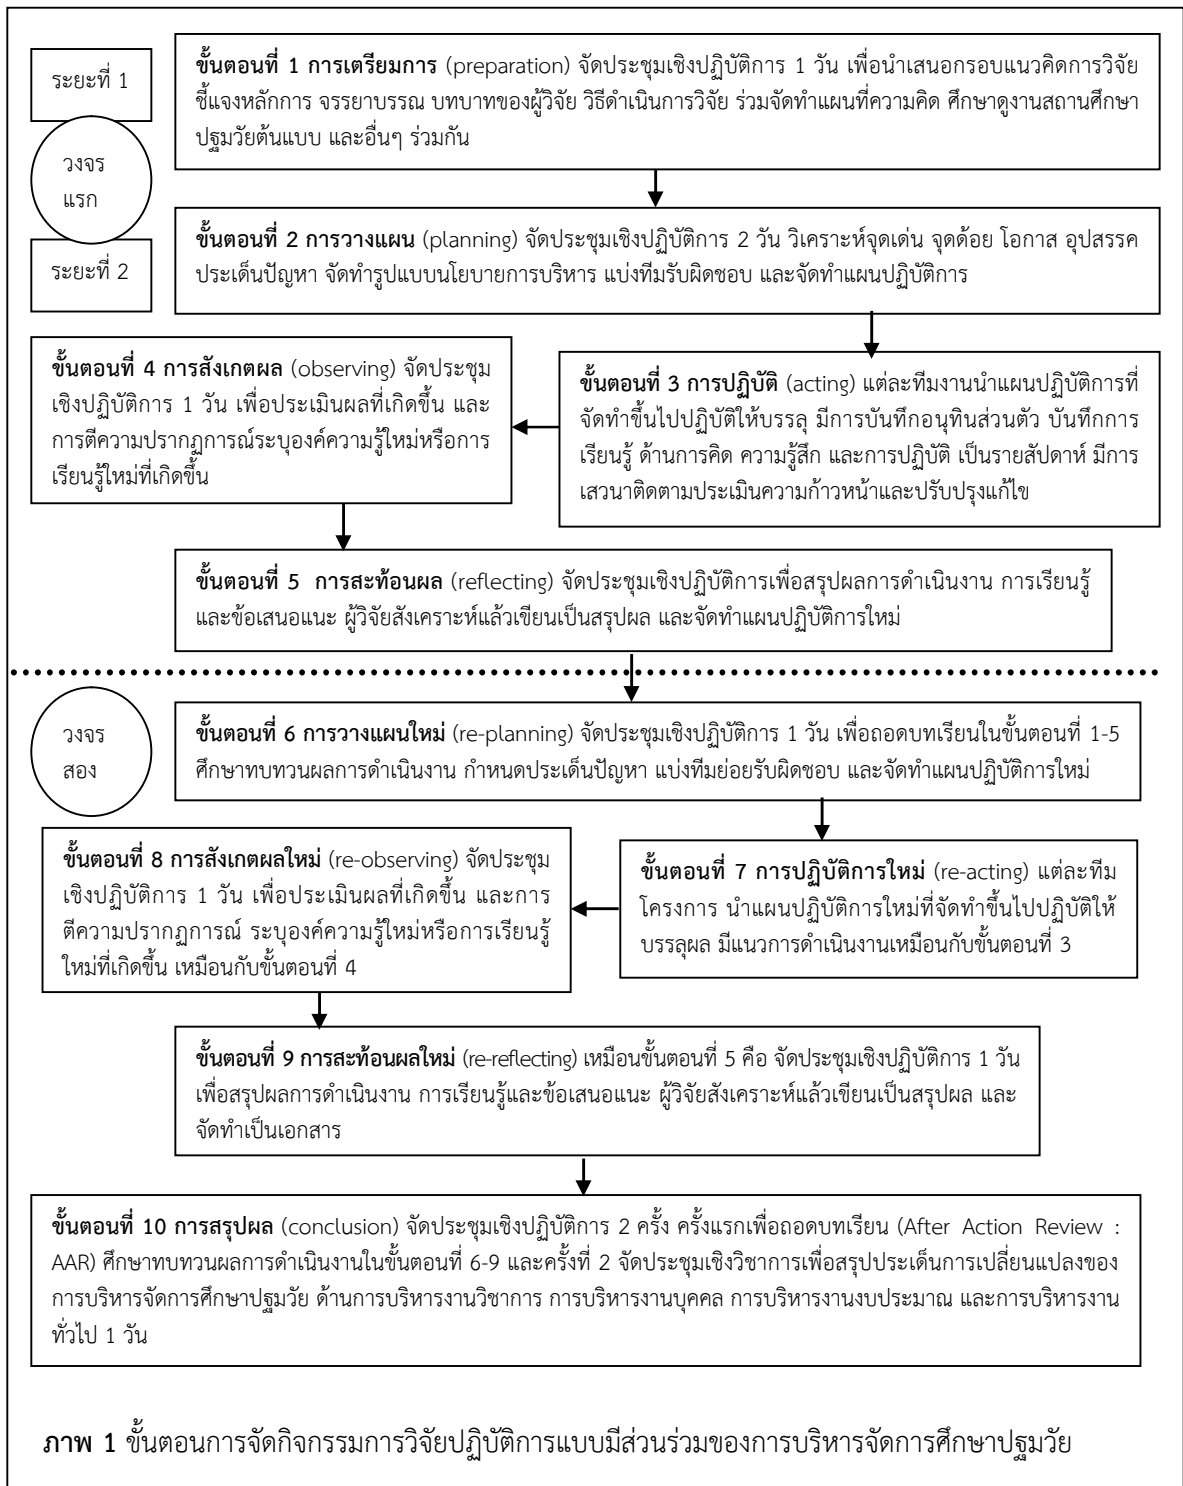 ระยะที่ 1
ขั้นตอนที่ 1 การเตรียมการ (preparation) จัดประชุมเชิงปฏิบัติการ 1 วัน เพื่อนำเสนอกรอบแนวคิดการวิจัย
ชี้แจงหลักการ จรรยาบรรณ บทบาทของผู้วิจัย วิธีดำเนินการวิจัย ร่วมจัดทำแผนที่ความคิด ศึกษาดูงานสถานศึกษา
ปฐมวัยต้นแบบ และอื่นๆ ร่วมกัน
วงจร
แรก
ระยะที่ 2
ขั้นตอนที่ 2 การวางแผน (planning) จัดประชุมเชิงปฏิบัติการ 2 วัน วิเคราะห์จุดเด่น จุดด้อย โอกาส อุปสรรค
ประเด็นปัญหา จัดทำรูปแบบนโยบายการบริหาร แบ่งทีมรับผิดชอบ และจัดทำแผนปฏิบัติการ
ขั้นตอนที่ 3 การปฏิบัติ (acting) แต่ละทีมงานนำแผนปฏิบัติการที่
จัดทำขึ้นไปปฏิบัติให้บรรลุ มีการบันทึกอนุทินส่วนตัว บันทึกการ
เรียนรู้ ด้านการคิด ความรู้สึก และการปฏิบัติ เป็นรายสัปดาห์ มีการ
เสวนาติดตามประเมินความก้าวหน้าและปรับปรุงแก้ไข
ขั้นตอนที่ 4 การสังเกตผล (observing) จัดประชุม
เชิงปฏิบัติการ 1 วัน เพื่อประเมินผลที่เกิดขึ้น และ
การตีความปรากฏการณ์ระบุองค์ความรู้ใหม่หรือการ
เรียนรู้ใหม่ที่เกิดขึ้น
ขั้นตอนที่ 5 การสะท้อนผล (reflecting) จัดประชุมเชิงปฏิบัติการเพื่อสรุปผลการดำเนินงาน การเรียนรู้
และข้อเสนอแนะ ผู้วิจัยสังเคราะห์แล้วเขียนเป็นสรุปผล และจัดทำแผนปฏิบัติการใหม่
วงจร
สอง
ขั้นตอนที่ 6 การวางแผนใหม่ (re-planning) จัดประชุมเชิงปฏิบัติการ 1 วัน เพื่อถอดบทเรียนในขั้นตอนที่ 1-5
ศึกษาทบทวนผลการดำเนินงาน กำหนดประเด็นปัญหา แบ่งทีมย่อยรับผิดชอบ และจัดทำแผนปฏิบัติการใหม่
ขั้นตอนที่ 7 การปฏิบัติการใหม่ (re-acting) แต่ละทีม
โครงการ นำแผนปฏิบัติการใหม่ที่จัดทำขึ้นไปปฏิบัติให้
บรรลุผล มีแนวการดำเนินงานเหมือนกับขั้นตอนที่ 3
ขั้นตอนที่ 8 การสังเกตผลใหม่ (re-observing) จัดประชุม
เชิงปฏิบัติการ 1 วัน เพื่อประเมินผลที่เกิดขึ้น และการ
ตีความปรากฏการณ์ ระบุองค์ความรู้ใหม่หรือการเรียนรู้
ใหม่ที่เกิดขึ้น เหมือนกับขั้นตอนที่ 4
ขั้นตอนที่ 9 การสะท้อนผลใหม่ (re-reflecting) เหมือนขั้นตอนที่ 5 คือ จัดประชุมเชิงปฏิบัติการ 1 วัน
เพื่อสรุปผลการดำเนินงาน การเรียนรู้และข้อเสนอแนะ ผู้วิจัยสังเคราะห์แล้วเขียนเป็นสรุปผล และ
จัดทำเป็นเอกสาร
ขั้นตอนที่ 10 การสรุปผล (conclusion) จัดประชุมเชิงปฏิบัติการ 2 ครั้ง ครั้งแรกเพื่อถอดบทเรียน (After Action Review :
AAR) ศึกษาทบทวนผลการดำเนินงานในขั้นตอนที่ 6-9 และครั้งที่ 2 จัดประชุมเชิงวิชาการเพื่อสรุปประเด็นการเปลี่ยนแปลงของ
การบริหารจัดการศึกษาปฐมวัย ด้านการบริหารงานวิชาการ การบริหารงานบุคคล การบริหารงานงบประมาณ และการบริหารงาน
ทั่วไป 1 วัน
ภาพ 1 ขั้นตอนการจัดกิจกรรมการวิจัยปฏิบัติการแบบมีส่วนร่วมของการบริหารจัดการศึกษาปฐมวัย